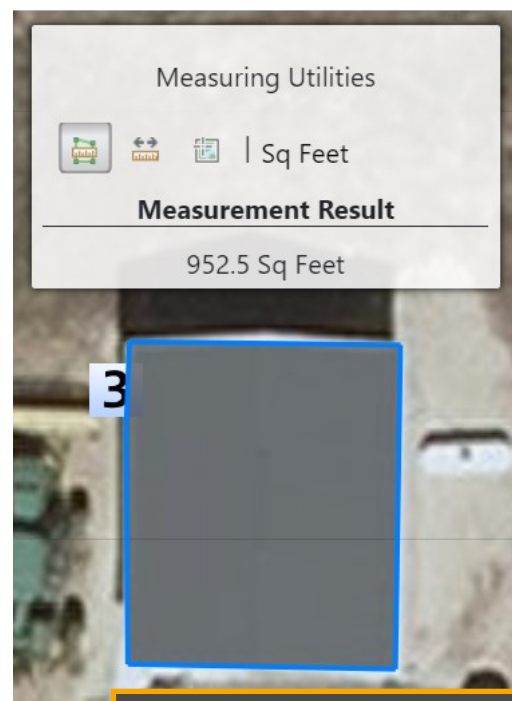 Measuring Utilities
| Sq Feet
Measurement Result
952.5 Sq Feet
3